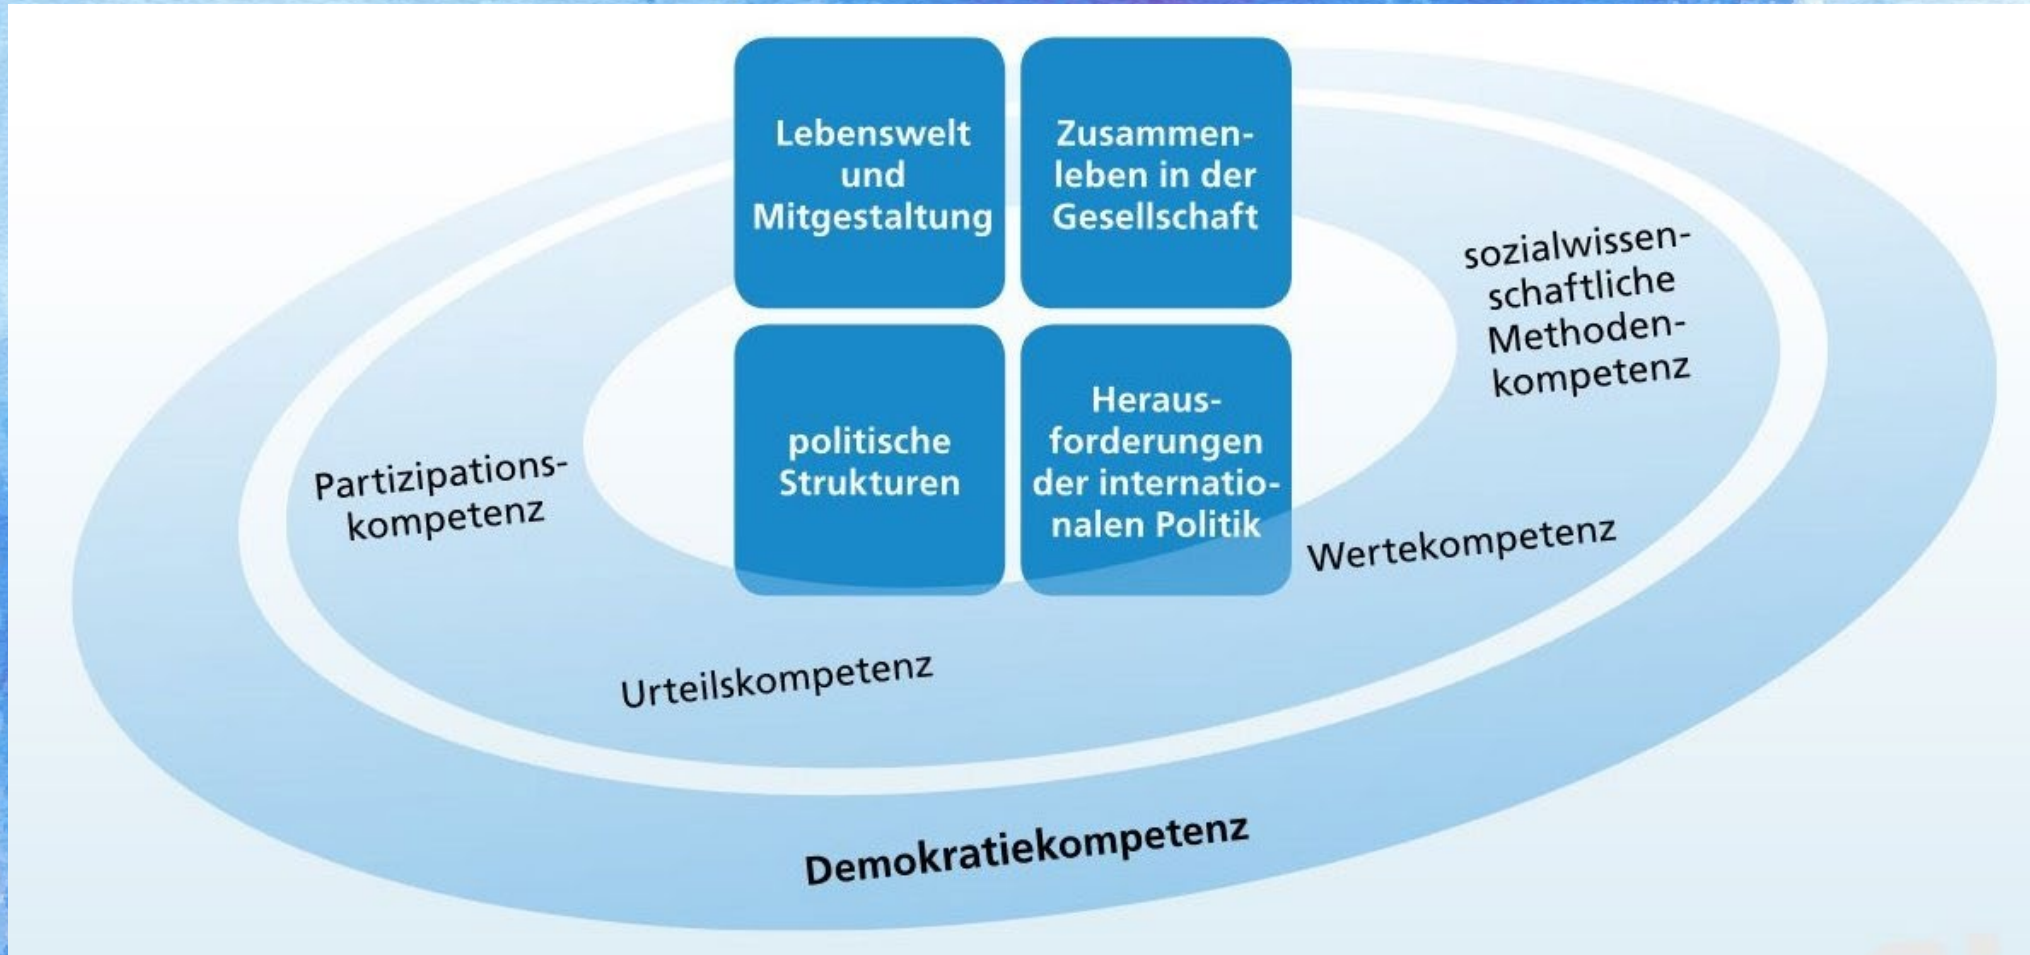 Lebenswelt
und
Mitgestaltung
Zusammen-
leben in der
Gesellschaft
politische
Strukturen
Heraus-
forderungen
der internatio-
nalen Politik
sozialwissen-
schaftliche
Methoden-
kompetenz
Partizipations-
kompetenz
Wertekompetenz
Urteilskompetenz
Demokratiekompetenz